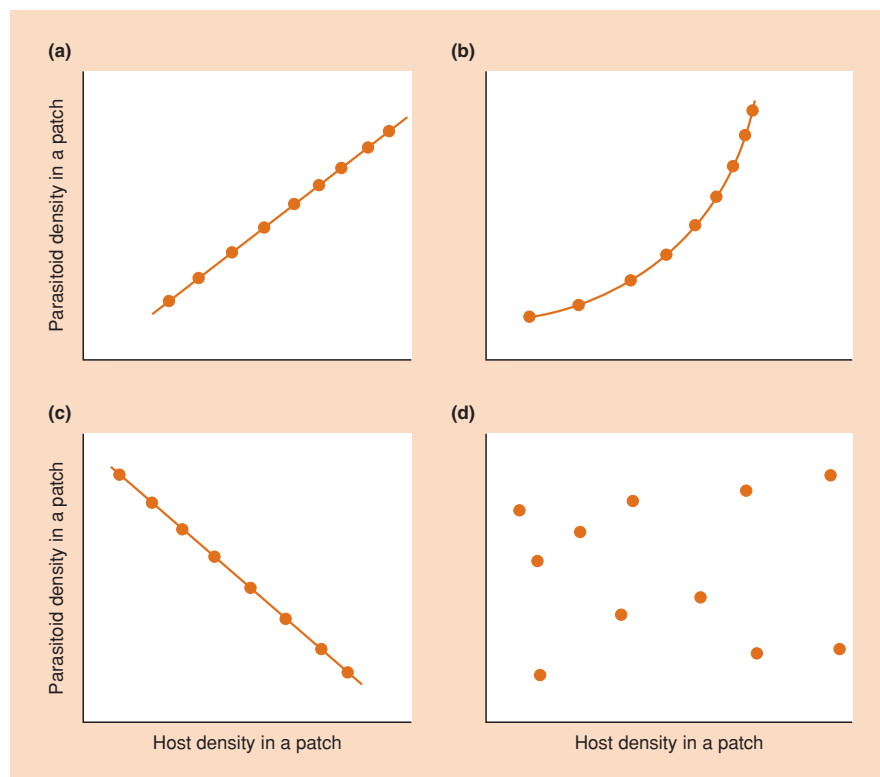 (a)
(b)
Parasitoid density in a patch
(c)
(d)
Parasitoid density in a patch
Host density in a patch
Host density in a patch